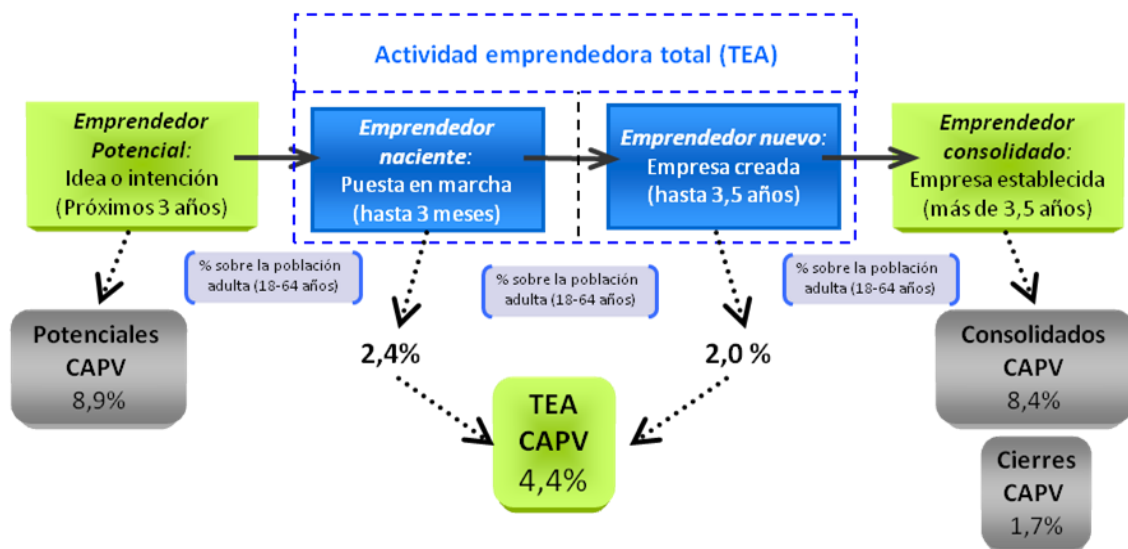 Actividad emprendedora total (TEA)
Emprendedor
Potencial:
Idea o intención
(Próximos 3 años)
Emprendedor
naciente:
Puesta en marcha
(hasta 3 meses)
Emprendedor nuevo:
Empresa creada
(hasta 3,5 años)
Emprendedor
consolidado:
Empresa establecida
(más de 3,5 años)
% sobre la población
adulta (18-64 años)
% sobre la población
adulta (18-64 años)
% sobre la población
adulta (18-64 años)
Potenciales
CAPV
8,9%
2,4%
2,0 %
TEA
CAPV
4,4%
Consolidados
CAPV
8,4%
Cierres
CAPV
1,7%